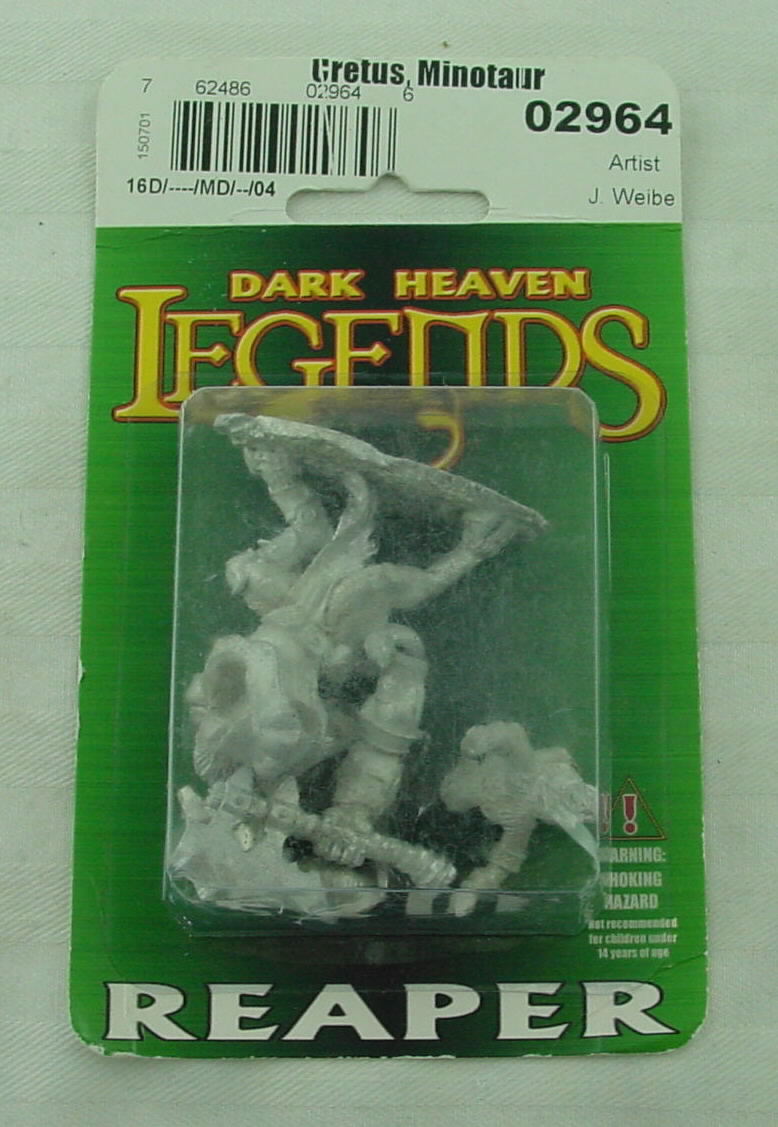 Cretus, Minotaur
7 62486 02964 6
02964
150701
Artist
16D/----/MD/--/04
J. Weibe
DARK HEAVEN
LEGENDS
WARNING:
CHOKING
HAZARD
Not recommended
for children under
14 years of age
REAPER